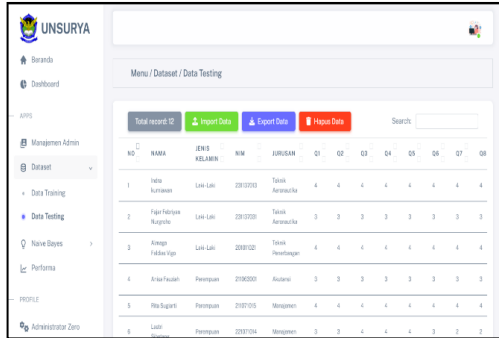 UNSURYA
Beranda
Dashboard
APPS
Manajemen Admin
Dataset
Data Training
Data Testing
Naive Bayes
Performa
PROFILE
Administrator Zero
Menu / Dataset / Data Testing
Total record: 12 Import Data Export Data Hapus Data Search:
NO NAMA JENIS KELAMIN NIM JURUSAN Q1 Q2 Q3 Q4 Q5 Q6 Q7 Q8
1 Indra kurniawan Laki-Laki Teknik Aeronautika 4 4 4 4 4 4 4 4
2 Fajar Febriyan Nugroho Laki-Laki Teknik Aeronautika 3 3 3 3 3 3 3 3
3 Laki-Laki Teknik Penerbangan 4 4 4 4 4 4 4 4
4 Arika Fauziah Perempuan Akutansi 3 3 3 3 3 3 3 3
5 Rita Sugiarti Perempuan Manajemen 4 4 4 4 4 4 4 4
6 Perempuan Manajemen 3 3 4 4 4 3 2 2